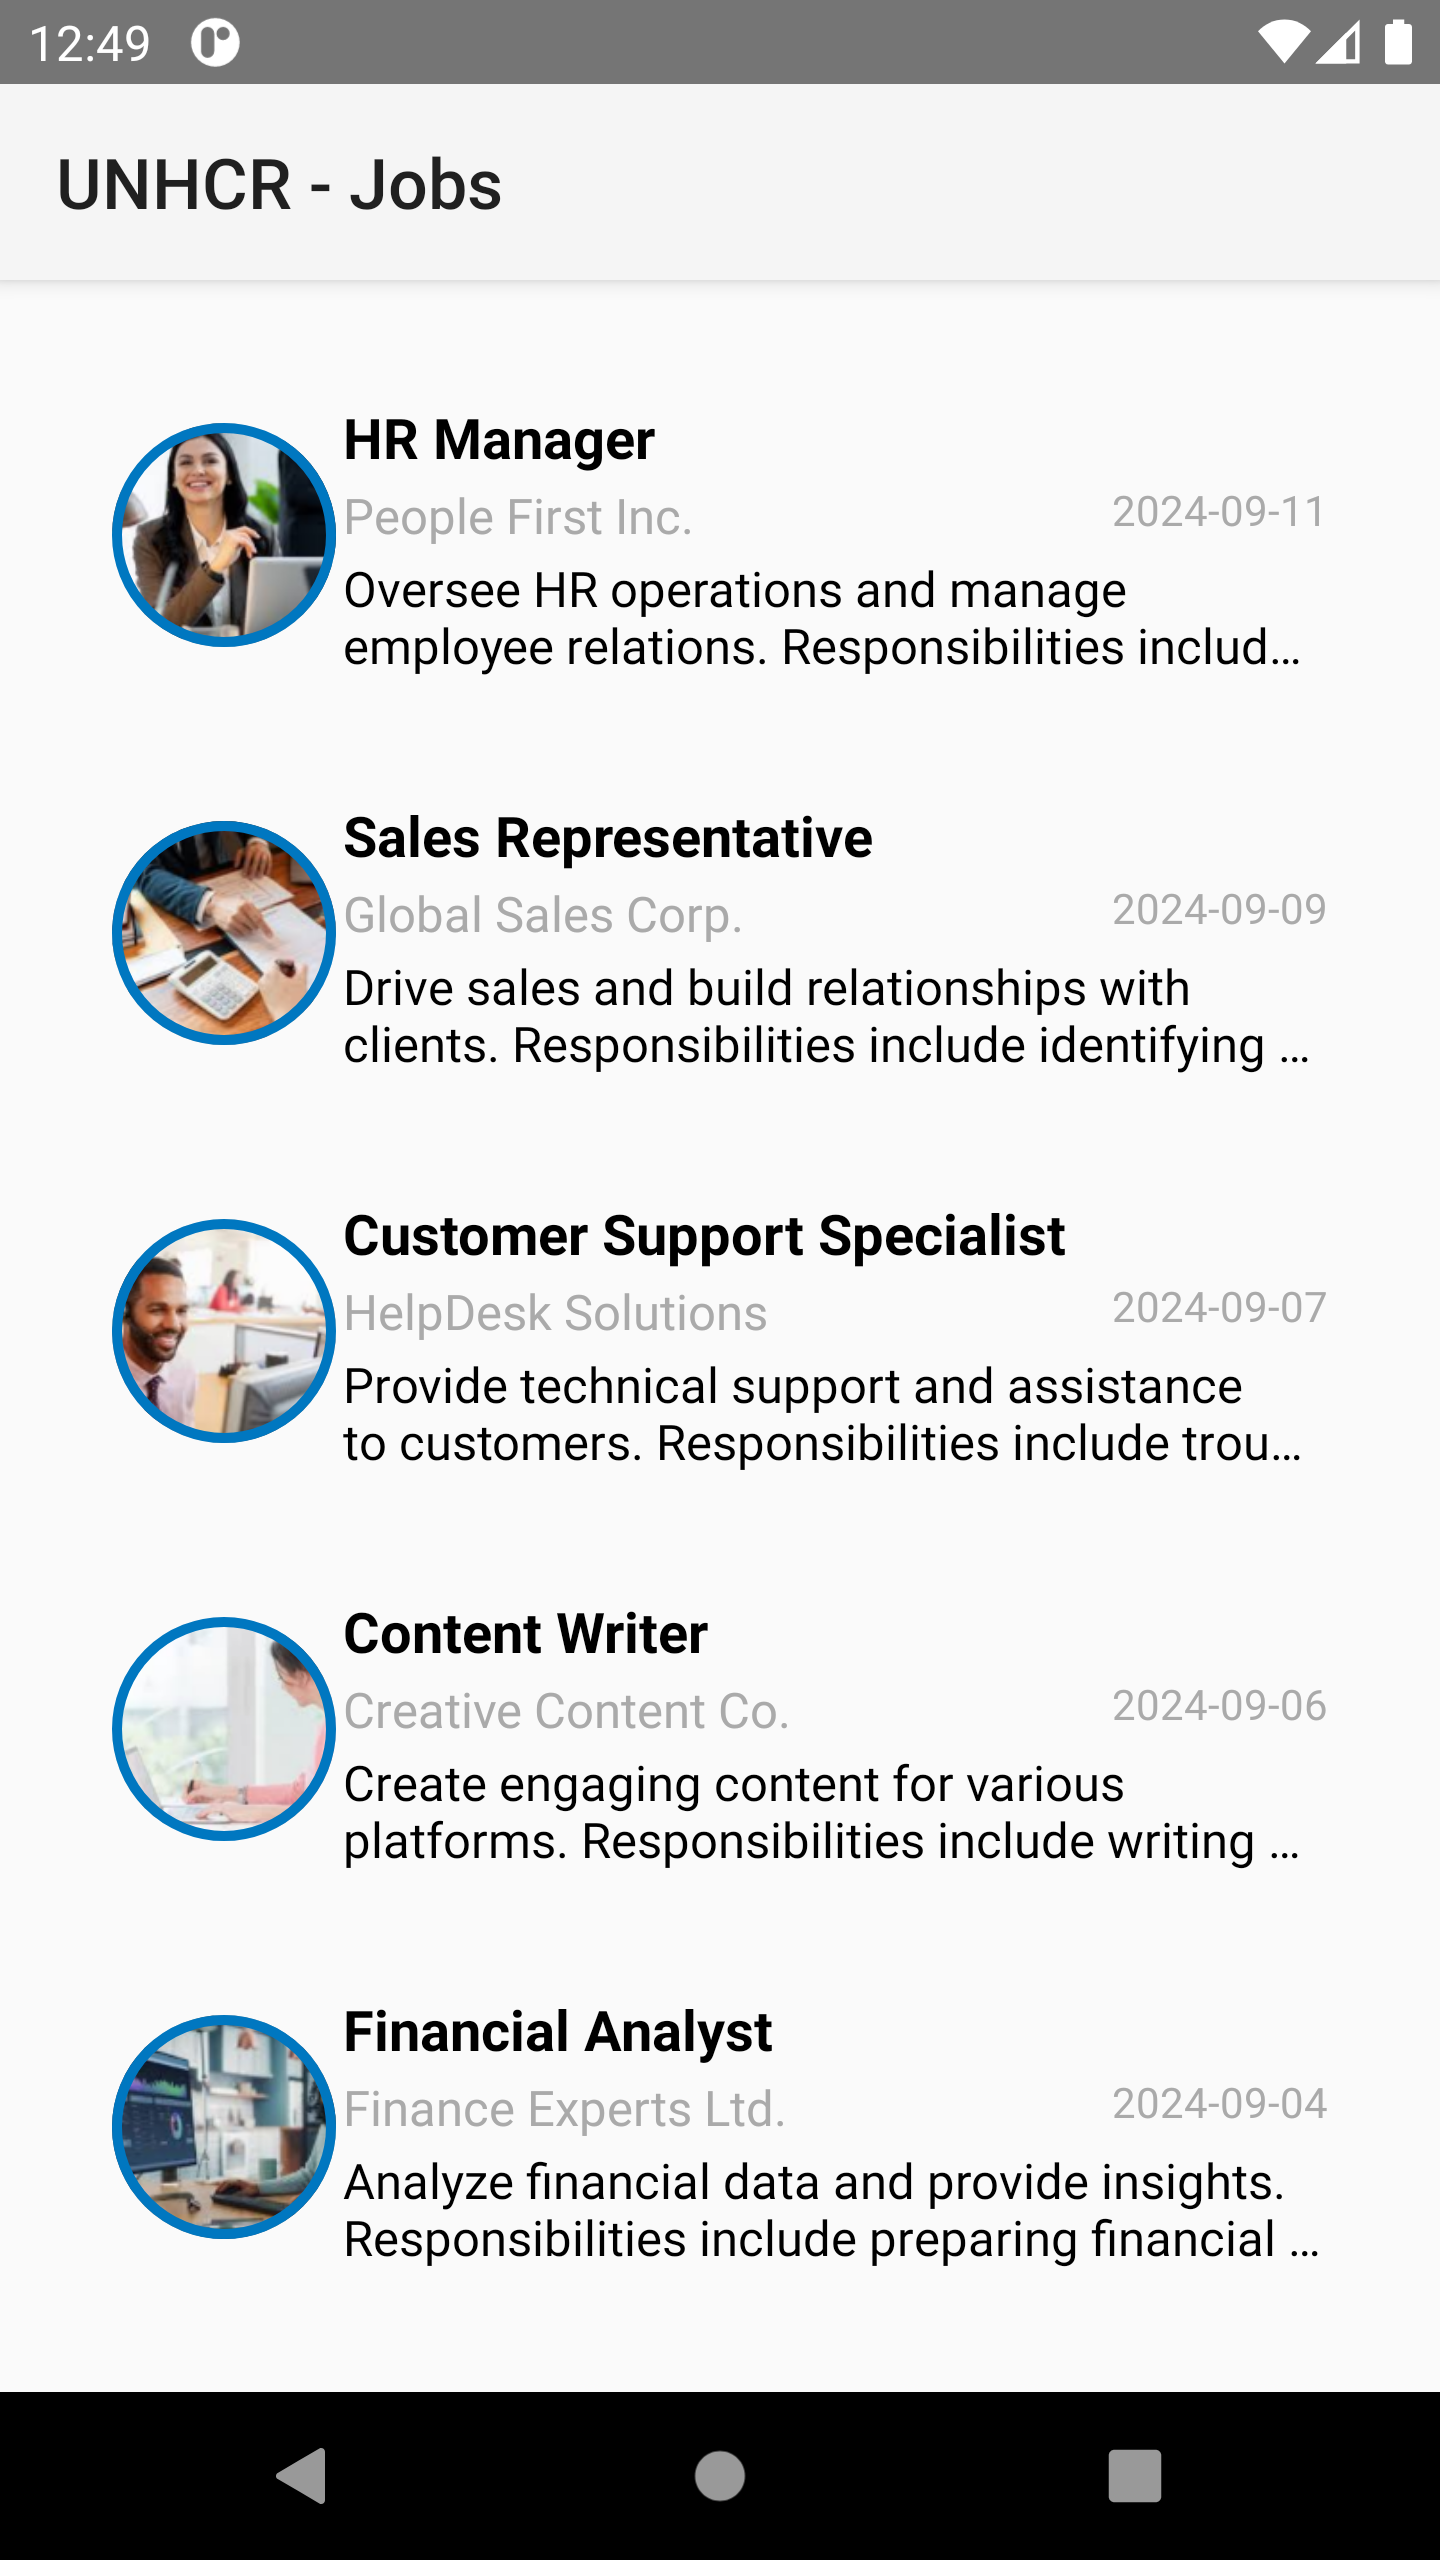 12:49
UNHCR - Jobs
HR Manager
People First Inc.
2024-09-11
Oversee HR operations and manage
employee relations. Responsibilities includ...
Sales Representative
Global Sales Corp.
2024-09-09
Drive sales and build relationships with
clients. Responsibilities include identifying ...
Customer Support Specialist
HelpDesk Solutions
2024-09-07
Provide technical support and assistance
to customers. Responsibilities include trou...
Content Writer
Creative Content Co.
2024-09-06
Create engaging content for various
platforms. Responsibilities include writing ...
Financial Analyst
Finance Experts Ltd.
2024-09-04
Analyze financial data and provide insights.
Responsibilities include preparing financial ...